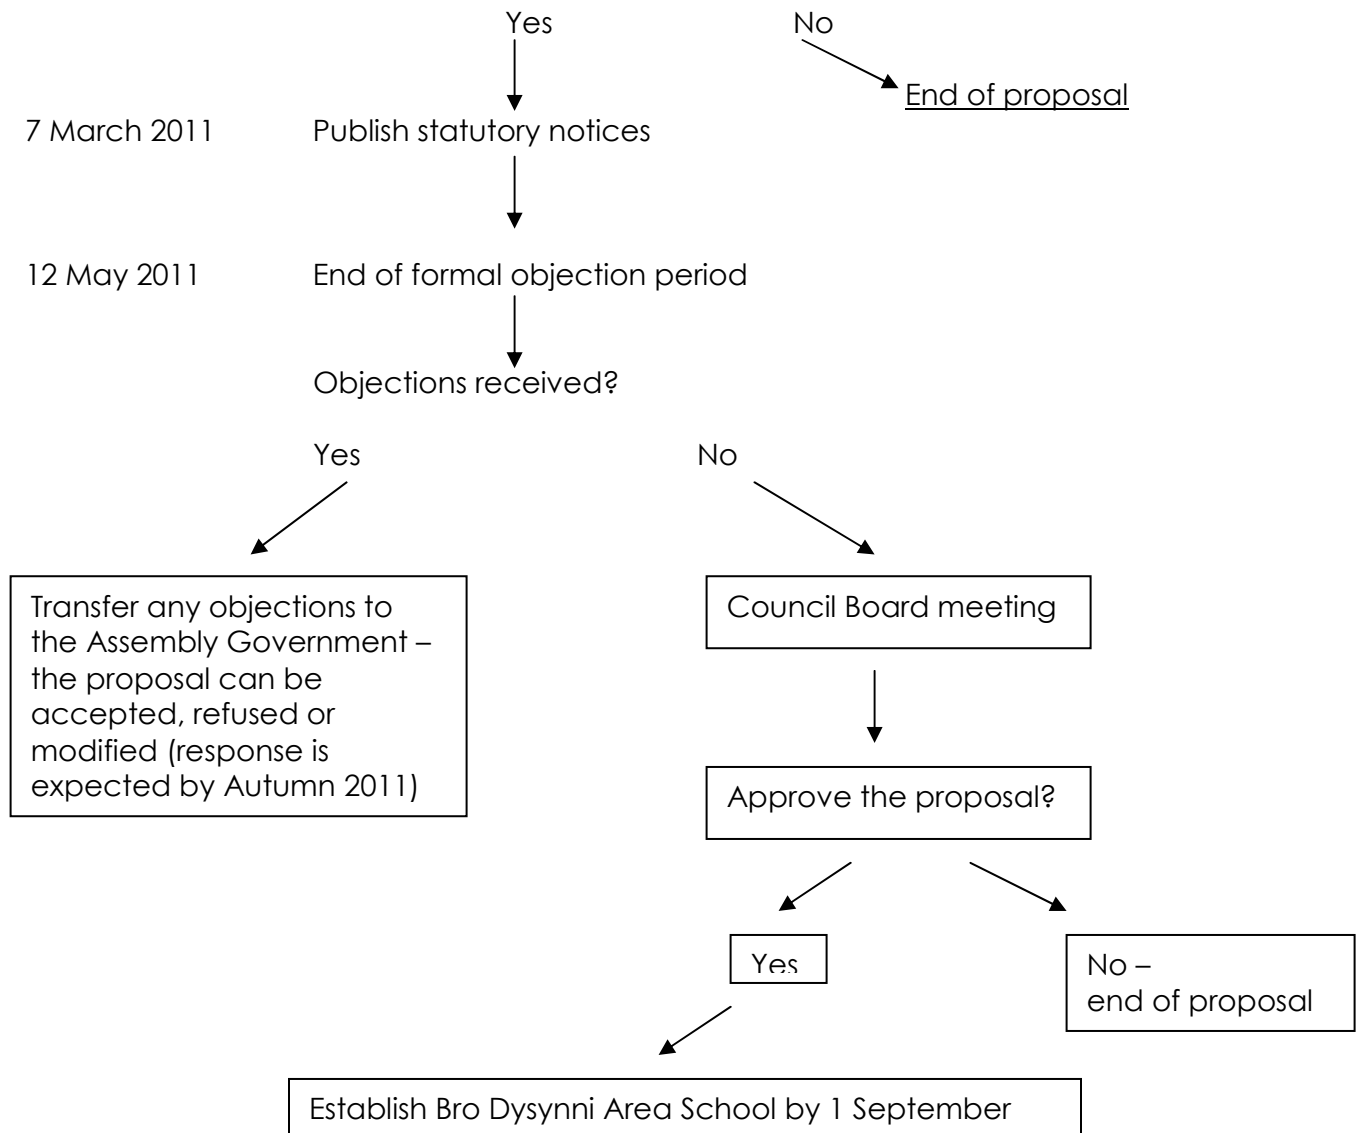 Yes
No
End of proposal
7 March 2011
Publish statutory notices
12 May 2011
End of formal objection period
Objections received?
Yes
No
Transfer any objections to
the Assembly Government –
the proposal can be
accepted, refused or
modified (response is
expected by Autumn 2011)
Council Board meeting
Approve the proposal?
Yes
No –
end of proposal
Establish Bro Dysynni Area School by 1 September